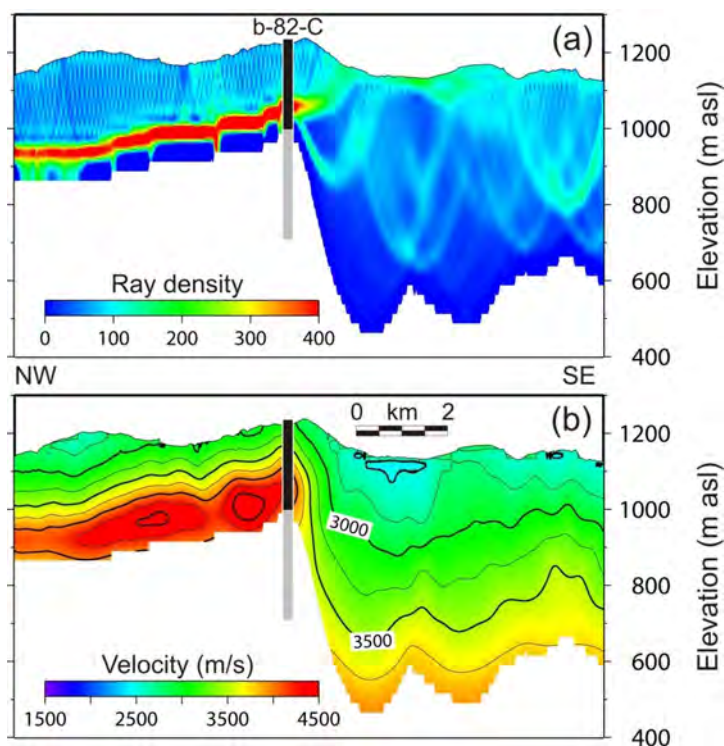 b-82-C
(a)
1200
1000
800
600
400
Elevation (m asl)
Ray density
0 100 200 300 400
NW
SE
0 km 2
(b)
1200
1000
800
600
400
Elevation (m asl)
3000
3500
Velocity (m/s)
1500 2500 3500 4500